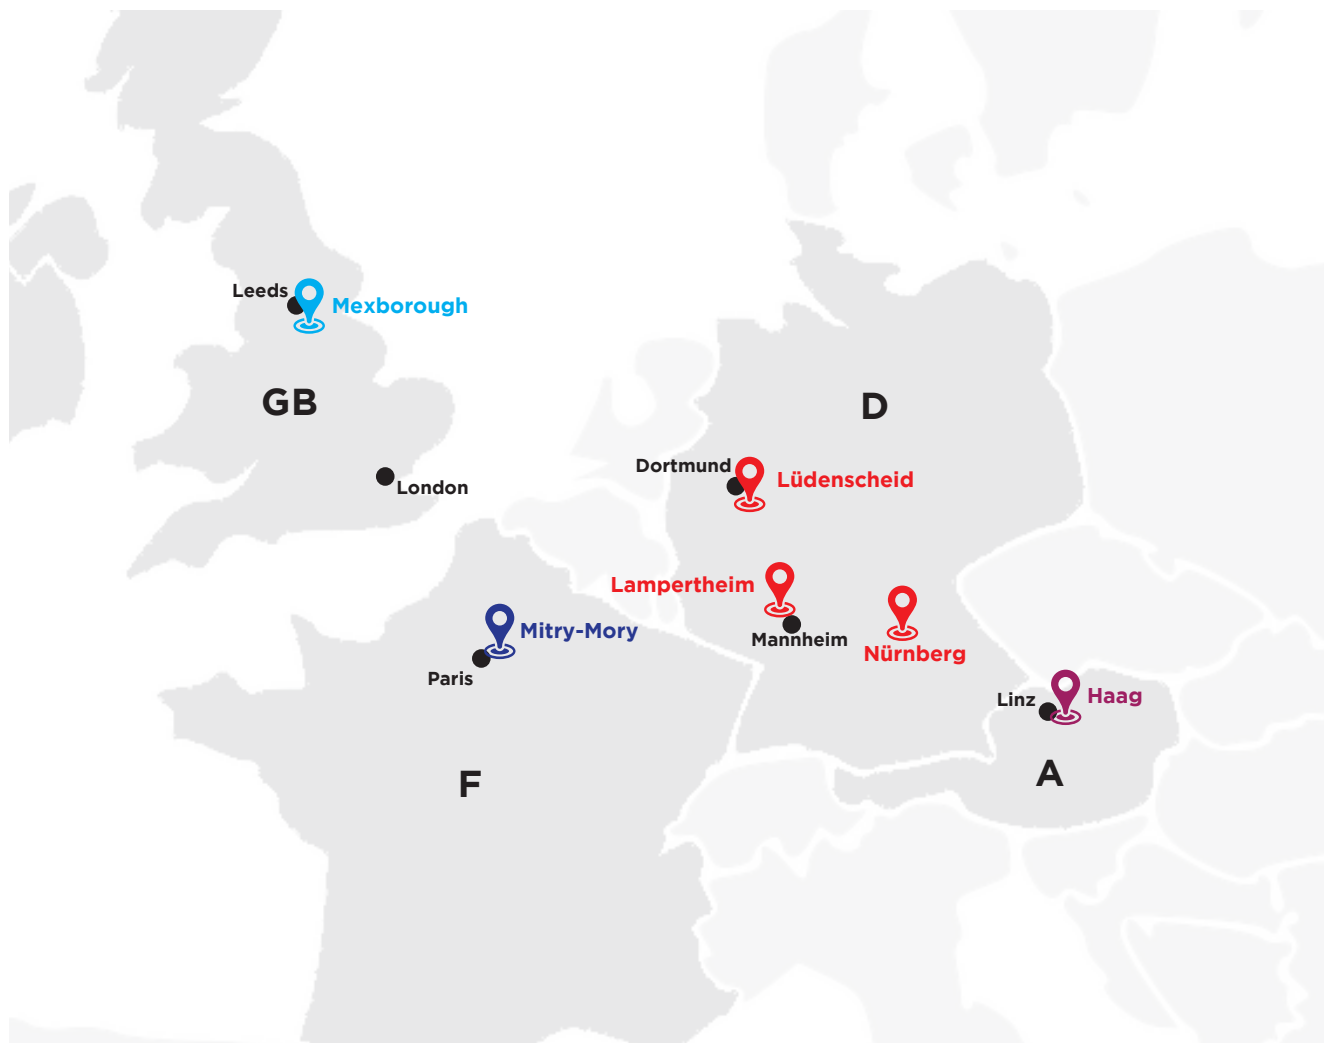 Leeds
Mexborough
GB
D
Dortmund
Lüdenscheid
London
Lampertheim
Mitry-Mory
Mannheim
Nürnberg
Paris
Linz
Haag
F
A